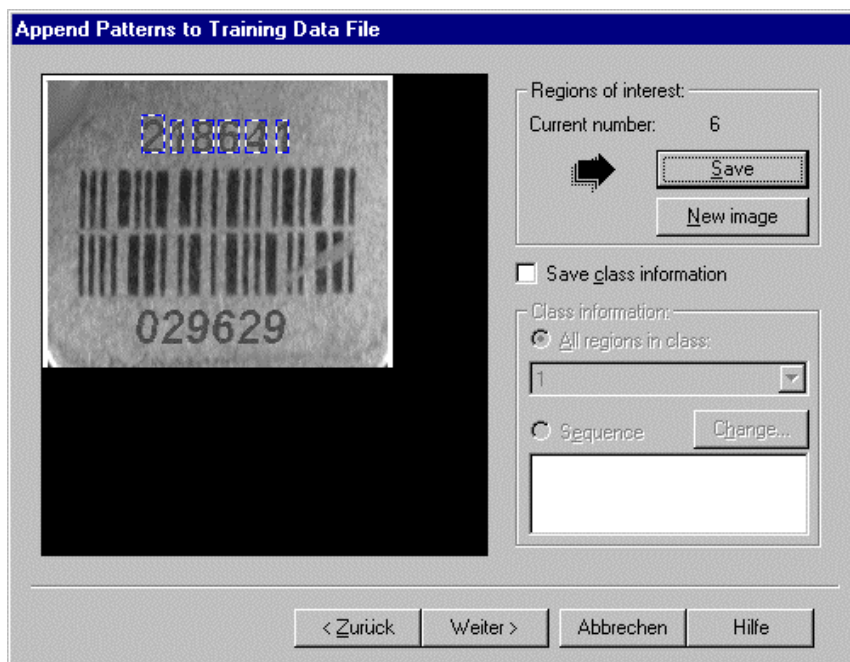 Append Patterns to Training Data File
218641
029629
Regions of interest:
Current number: 6
Save
New image
Save class information
Class information:
All regions in class:
1
Sequence
Change...
< Zurück
Weiter >
Abbrechen
Hilfe